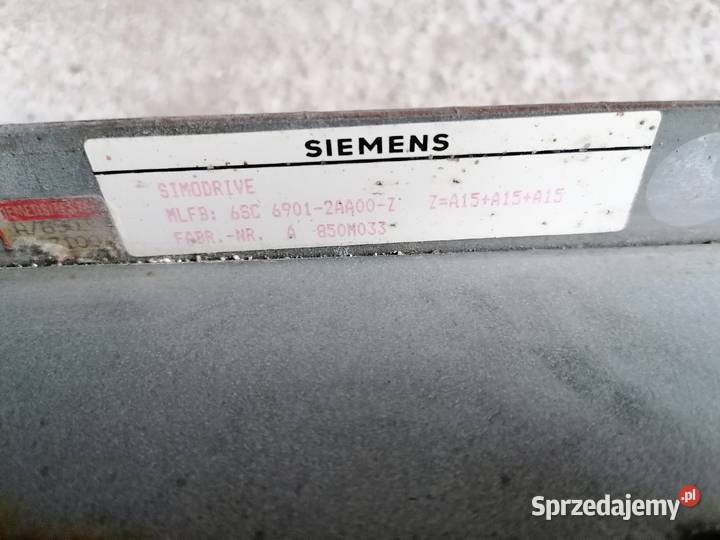 SIEMENS
SIMODRIVE
MLFB: 6SC 6901-2AA00-Z Z=A15+A15+A15
FABR.-NR. A 850M033
Sprzedajemy.pl